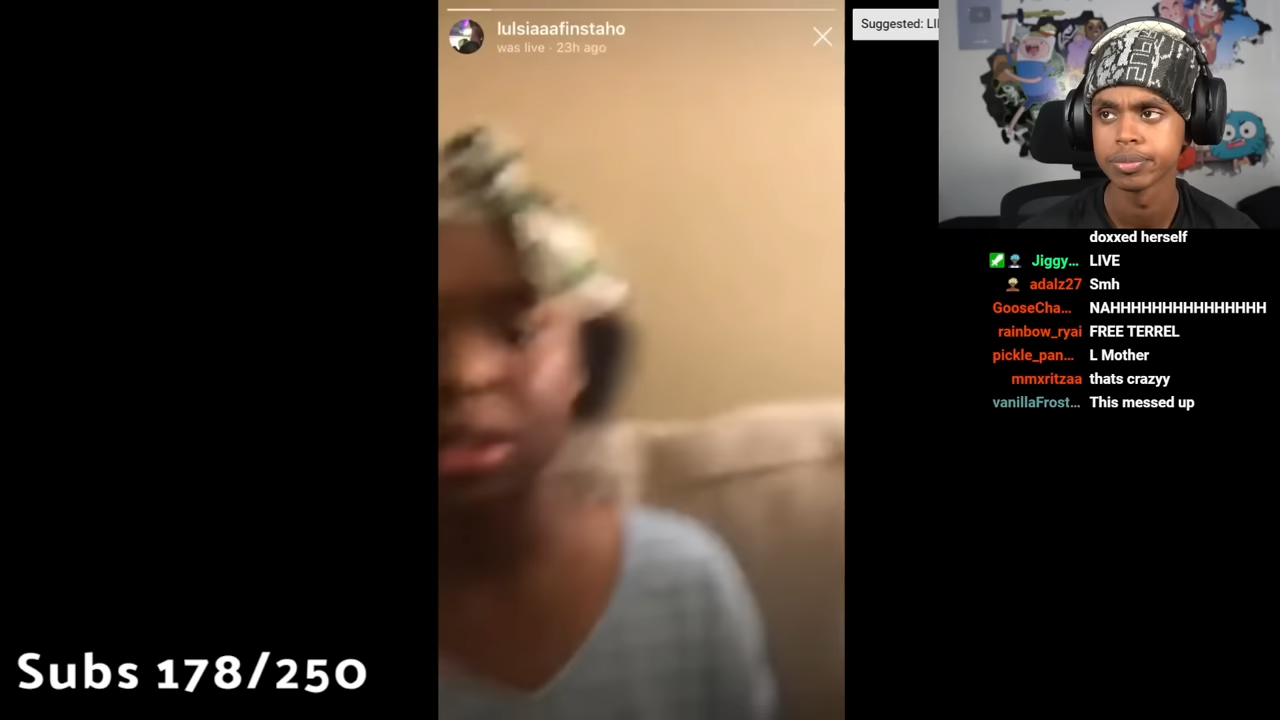 lulsiaaafinstaho
was live · 23h ago
Suggested: LI
doxxed herself
Jiggy… LIVE
adalz27 Smh
GooseCha… NAHHHHHHHHHHHHHHH
rainbow_ryai FREE TERREL
pickle_pan… L Mother
mmxritzaa thats crazyy
vanillaFrost… This messed up
Subs 178/250